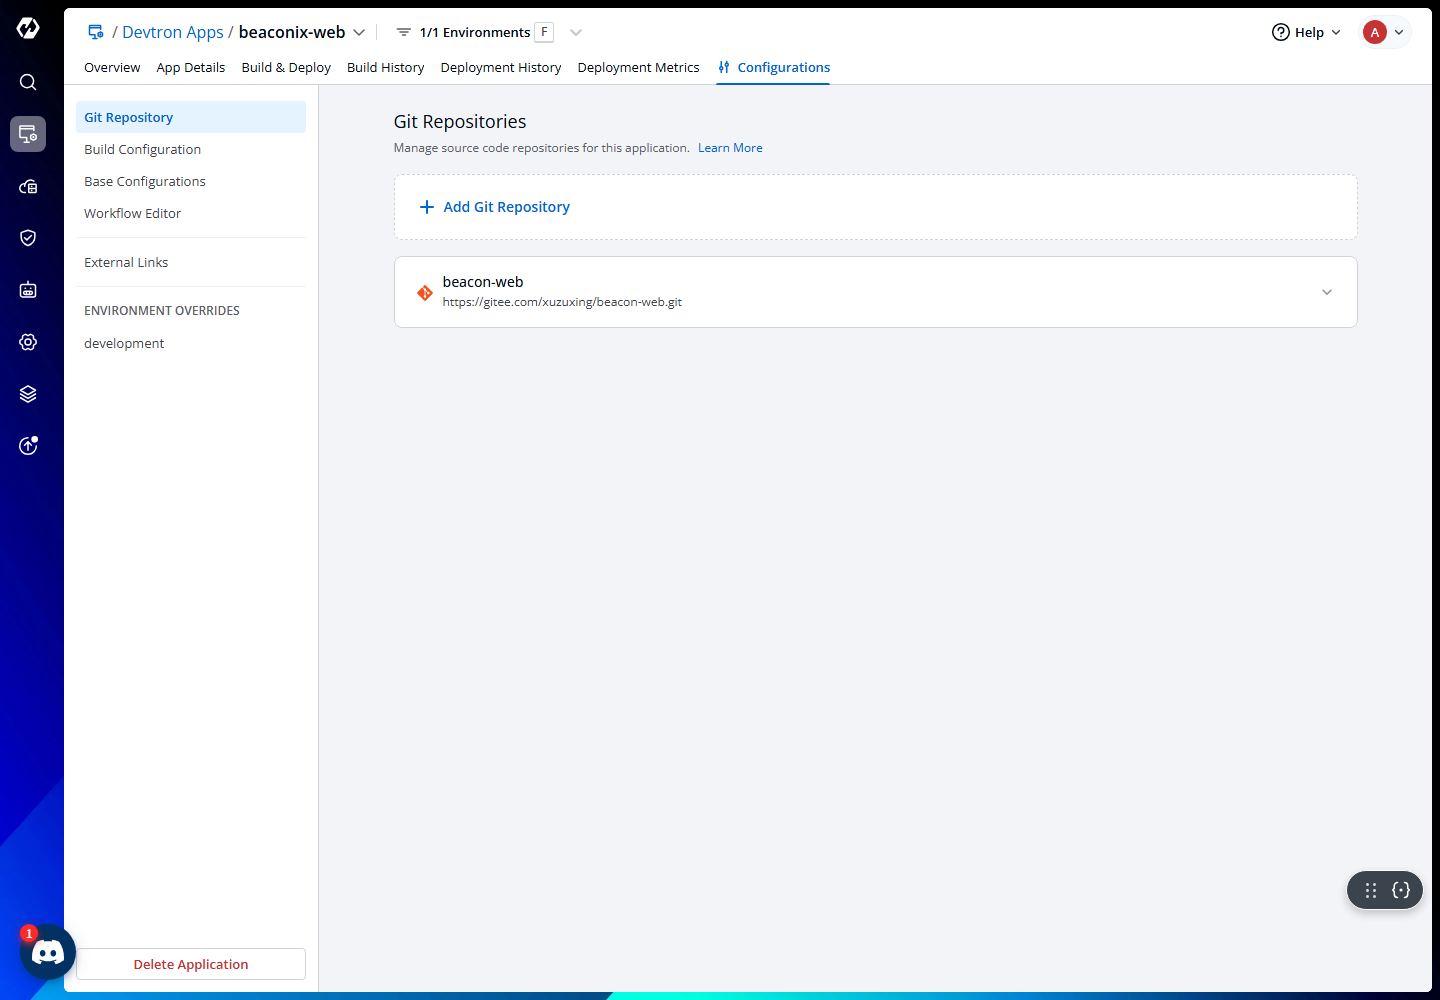 / Devtron Apps / beaconix-web
1/1 Environments F
Help
A
Overview App Details Build & Deploy Build History Deployment History Deployment Metrics Configurations
Git Repository
Build Configuration
Base Configurations
Workflow Editor
External Links
ENVIRONMENT OVERRIDES
development
Git Repositories
Manage source code repositories for this application. Learn More
Add Git Repository
beacon-web
https://gitee.com/xuzuxing/beacon-web.git
1
Delete Application